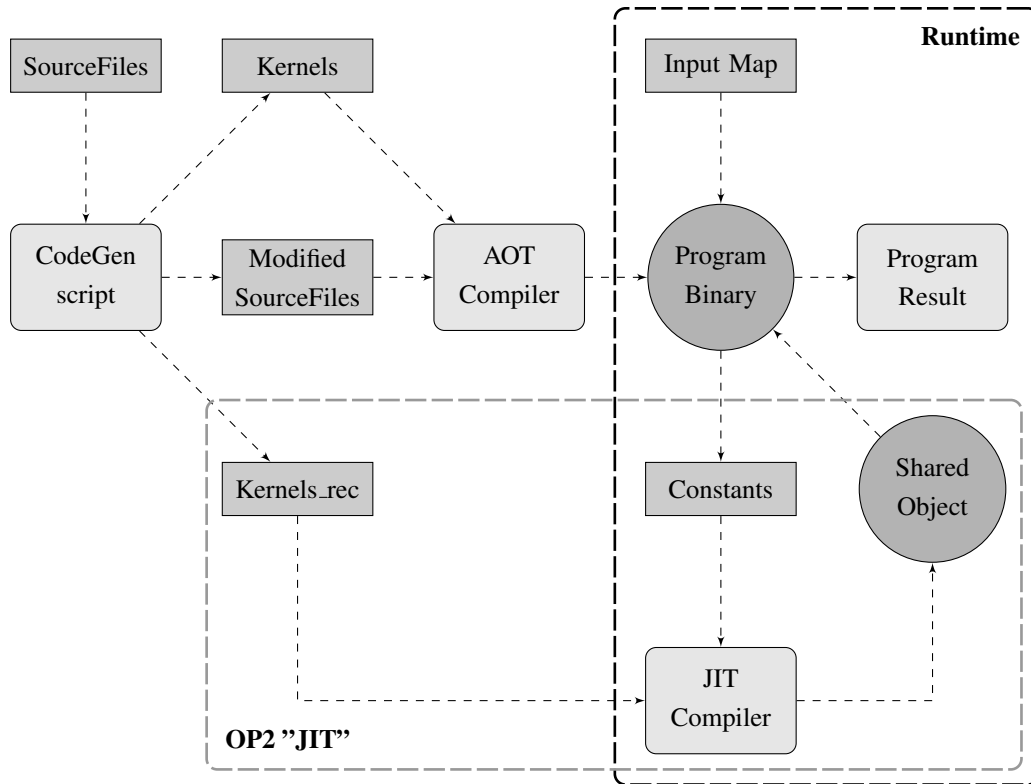 Runtime
SourceFiles
Kernels
Input Map
CodeGen
script
Modified
SourceFiles
AOT
Compiler
Program
Binary
Program
Result
Kernels_rec
Constants
Shared
Object
JIT
Compiler
OP2 ”JIT”